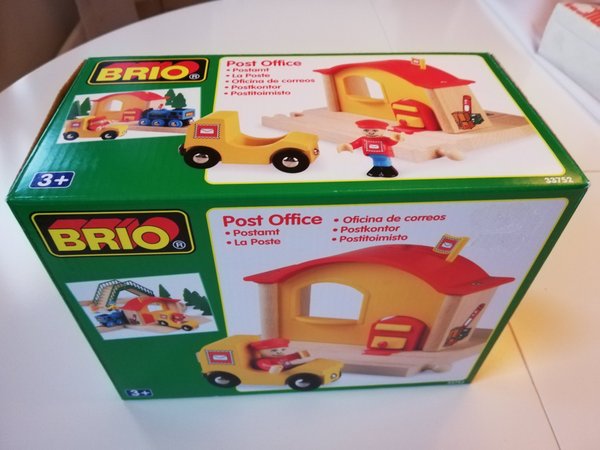 BRIO®
Post Office
• Postamt
• La Poste
• Oficina de correos
• Postkontor
• Postitoimisto
3+
33752
BRIO®
Post Office
• Postamt
• La Poste
• Oficina de correos
• Postkontor
• Postitoimisto
3+
33752